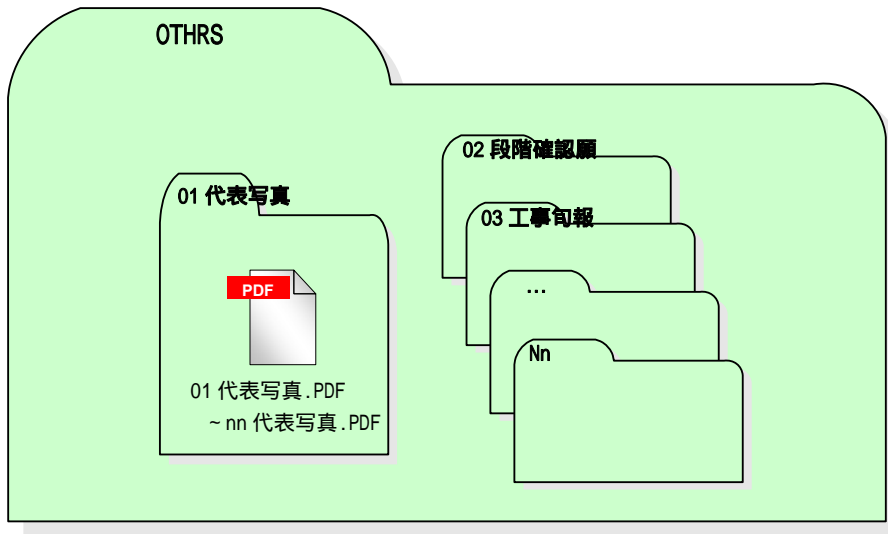 OTHRS
01 代表写真
PDF
01 代表写真.PDF
~ nn 代表写真.PDF
02 段階確認願
03 工事旬報
…
Nn